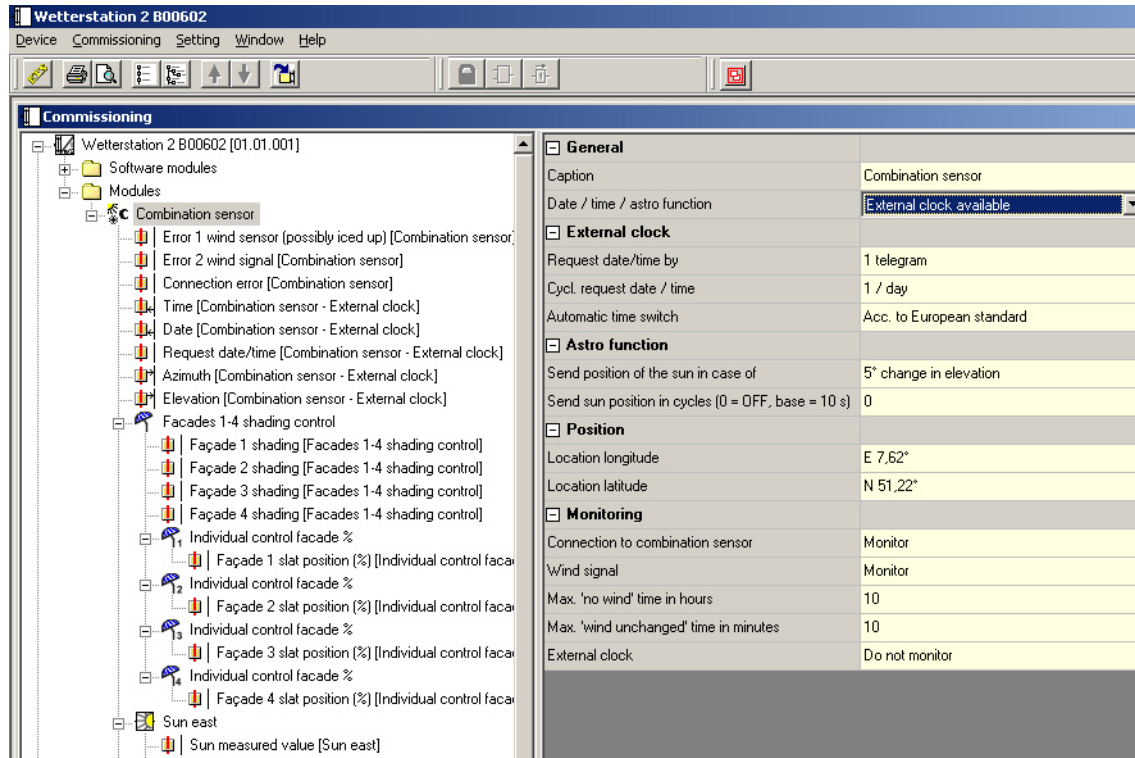 Wetterstation 2 B00602
Device Commissioning Setting Window Help
Commissioning
Wetterstation 2 B00602 [01.01.001]
Software modules
Modules
C Combination sensor
Error 1 wind sensor (possibly iced up) [Combination sensor]
Error 2 wind signal [Combination sensor]
Connection error [Combination sensor]
Time [Combination sensor - External clock]
Date [Combination sensor - External clock]
Request date/time [Combination sensor - External clock]
Azimuth [Combination sensor - External clock]
Elevation [Combination sensor - External clock]
Facades 1-4 shading control
Façade 1 shading [Facades 1-4 shading control]
Façade 2 shading [Facades 1-4 shading control]
Façade 3 shading [Facades 1-4 shading control]
Façade 4 shading [Facades 1-4 shading control]
1 Individual control facade %
Façade 1 slat position (%) [Individual control faca
2 Individual control facade %
Façade 2 slat position (%) [Individual control faca
3 Individual control facade %
Façade 3 slat position (%) [Individual control faca
4 Individual control facade %
Façade 4 slat position (%) [Individual control faca
Sun east
Sun measured value [Sun east]
General
Caption Combination sensor
Date / time / astro function External clock available
External clock
Request date/time by 1 telegram
Cycl. request date / time 1 / day
Automatic time switch Acc. to European standard
Astro function
Send position of the sun in case of 5° change in elevation
Send sun position in cycles (0 = OFF, base = 10 s) 0
Position
Location longitude E 7,62°
Location latitude N 51,22°
Monitoring
Connection to combination sensor Monitor
Wind signal Monitor
Max. 'no wind' time in hours 10
Max. 'wind unchanged' time in minutes 10
External clock Do not monitor